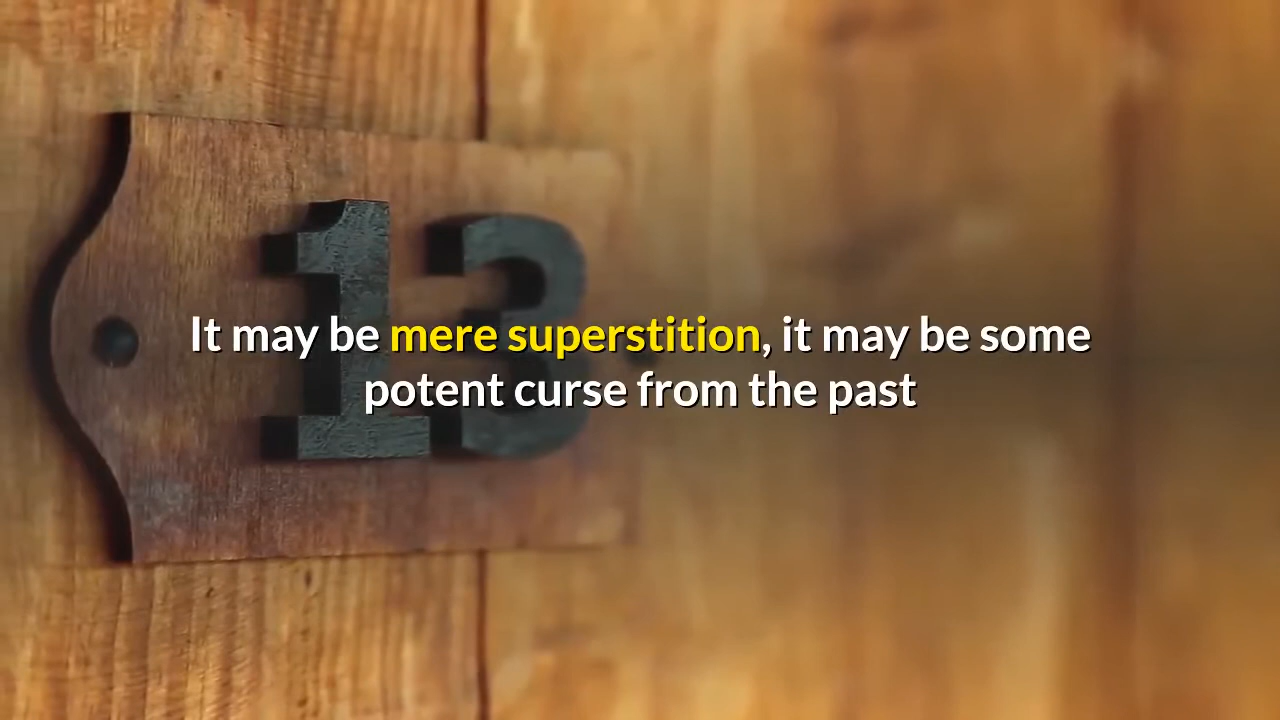 13
It may be mere superstition, it may be some
potent curse from the past